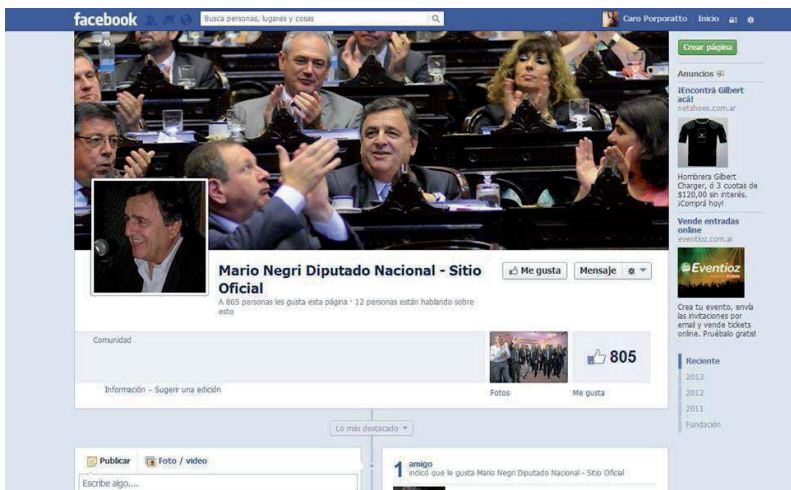 facebook
Busca personas, lugares y cosas
Caro Porporatto Inicio
Crear página
Anuncios
¡Encontrá Gilbert
acá!
netshoes.com.ar
Hombrera Gilbert
Charger, ó 3 cuotas de
$120,00 sin interés.
¡Comprá hoy!
Vende entradas
online
eventioz.com.ar
Eventioz
Crea tu evento, envía
las invitaciones por
email y vende tickets
online. Pruébalo gratis!
Reciente
2013
2012
2011
Fundación
Mario Negri Diputado Nacional - Sitio
Oficial
A 805 personas les gusta esta página · 12 personas están hablando sobre
esto
Me gusta
Mensaje
Comunidad
Información - Sugerir una edición
Fotos
805
Me gusta
Lo más destacado
Publicar Foto / video
Escribe algo....
1 amigo
indicó que le gusta Mario Negri Diputado Nacional - Sitio Oficial